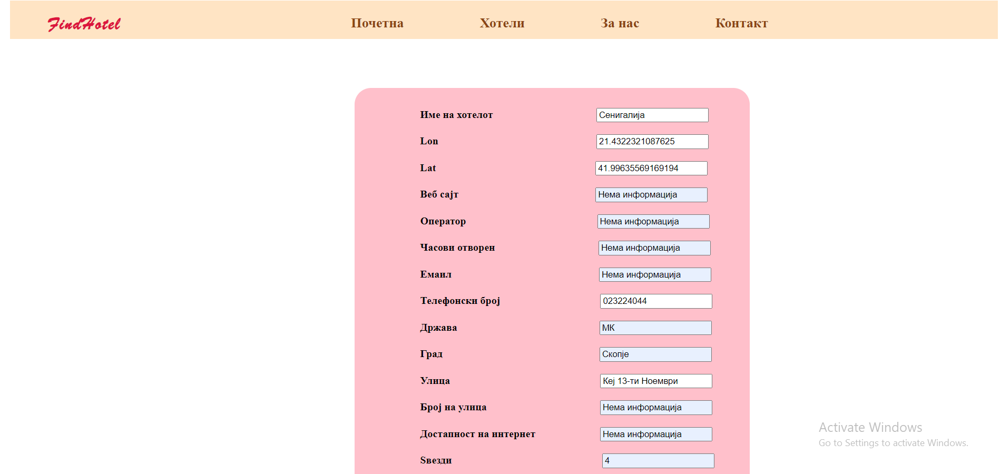 FindHotel Почетна Хотели За нас Контакт
Име на хотелот Сенигалија
Lon 21.4322321087625
Lat 41.99635569169194
Веб сајт Нема информација
Оператор Нема информација
Часови отворен Нема информација
Емаил Нема информација
Телефонски број 023224044
Држава МК
Град Скопје
Улица Кеј 13-ти Ноември
Број на улица Нема информација
Достапност на интернет Нема информација
Ѕвезди 4
Activate Windows
Go to Settings to activate Windows.